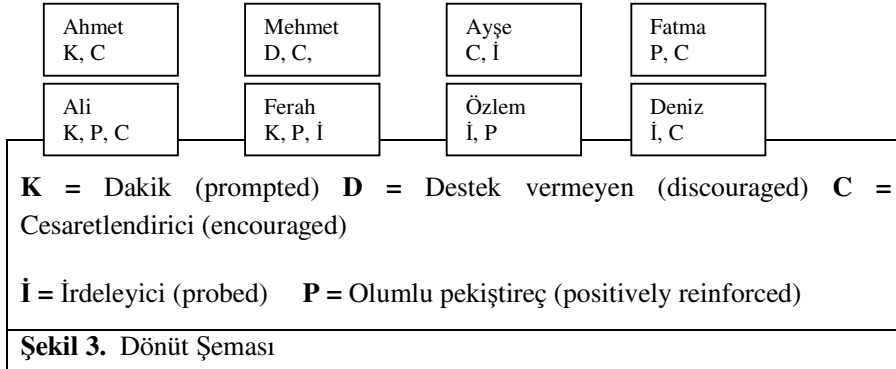 Ahmet
K, C
Mehmet
D, C,
Ayşe
C, İ
Fatma
P, C
Ali
K, P, C
Ferah
K, P, İ
Özlem
İ, P
Deniz
İ, C
K = Dakik (prompted) D = Destek vermeyen (discouraged) C =
Cesaretlendirici (encouraged)
İ = İrdeleyici (probed) P = Olumlu pekiştireç (positively reinforced)
Şekil 3. Dönüt Şeması